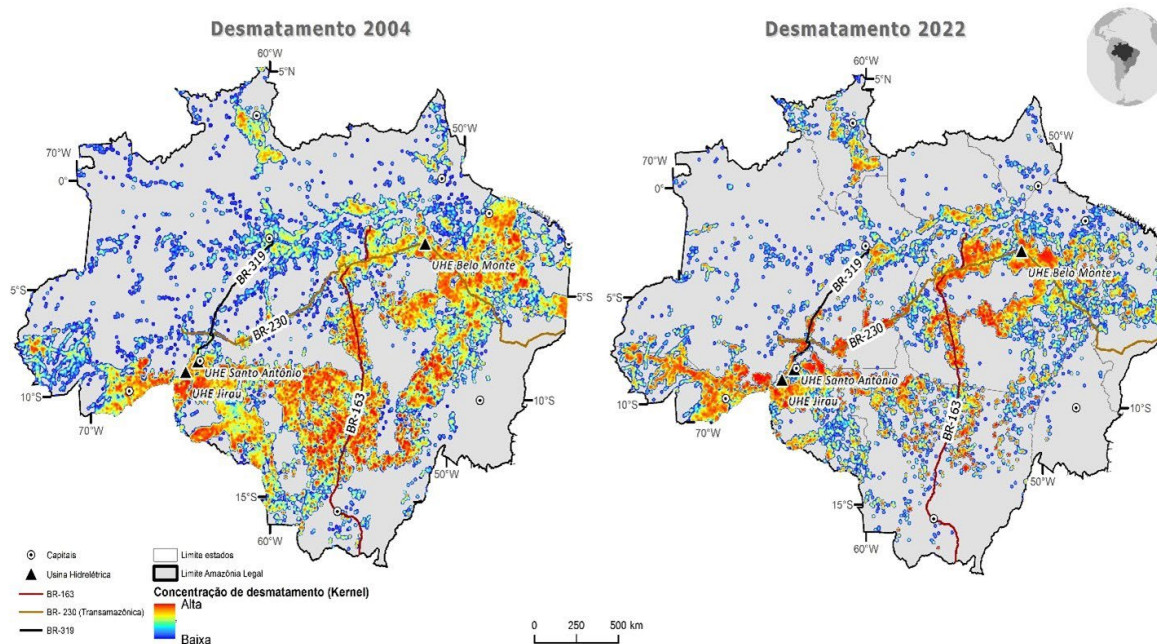 Desmatamento 2004
60°W
5°N
50°W
70°W
0°
BR-319
UHE Belo Monte
5°S
5°S
BR-230
UHE Santo Antônio
UHE Jirau
10°S
10°S
70°W
BR-163
15°S
60°W
50°W
Desmatamento 2022
60°W
5°N
50°W
70°W
0°
BR-319
UHE Belo Monte
5°S
5°S
BR-230
UHE Santo Antônio
UHE Jirau
10°S
10°S
70°W
BR-163
50°W
15°S
60°W
Capitais
Usina Hidrelétrica
BR-163
BR- 230 (Transamazônica)
BR-319
Limite estados
Limite Amazônia Legal
Concentração de desmatamento (Kernel)
Alta
Baixa
0 250 500 km